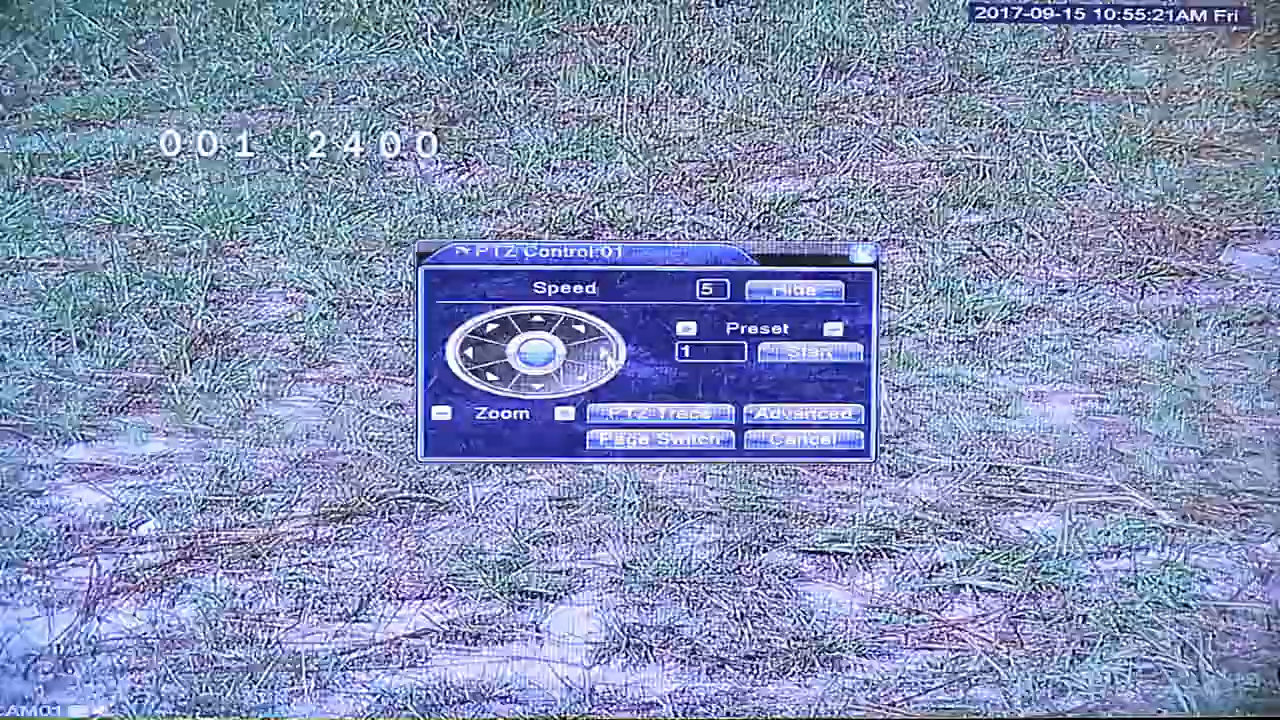 2017-09-15 10:55:21AM Fri
001 2400
PTZ Control:01
Speed 5 Hide
Preset
1 Start
Zoom PTZ Trace Advanced
Page Switch Cancel
CAM01